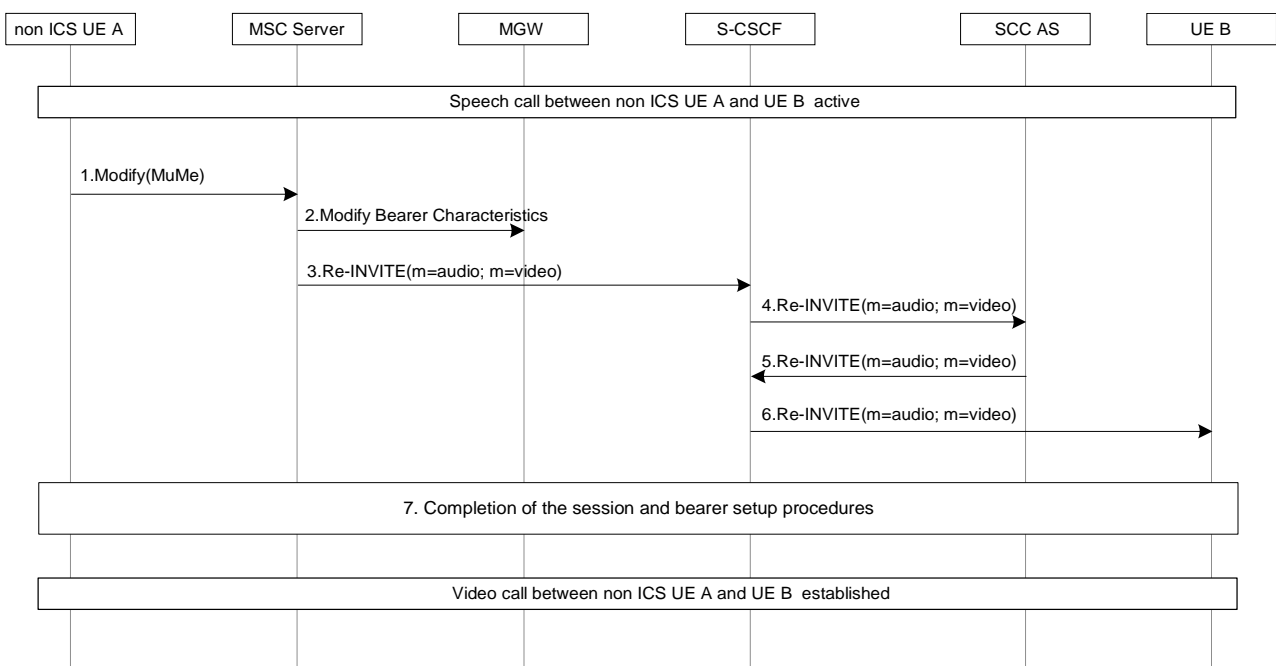 non ICS UE A
MSC Server
MGW
S-CSCF
SCC AS
UE B
Speech call between non ICS UE A and UE B active
1.Modify(MuMe)
2.Modify Bearer Characteristics
3.Re-INVITE(m=audio; m=video)
4.Re-INVITE(m=audio; m=video)
5.Re-INVITE(m=audio; m=video)
6.Re-INVITE(m=audio; m=video)
7. Completion of the session and bearer setup procedures
Video call between non ICS UE A and UE B established